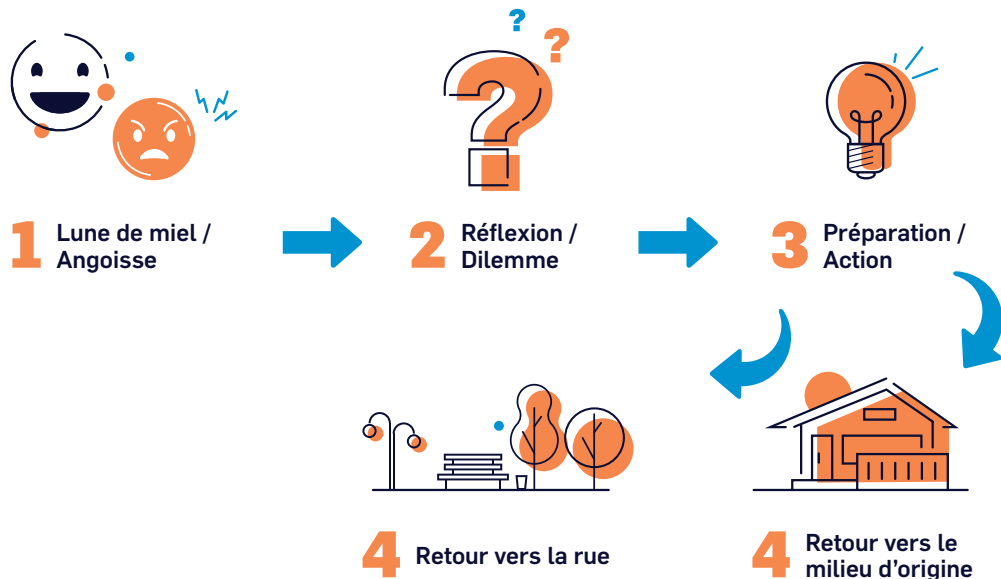 ?
?
?
1 Lune de miel /
Angoisse
2 Réflexion /
Dilemme
3 Préparation /
Action
4 Retour vers la rue
4 Retour vers le
milieu d'origine